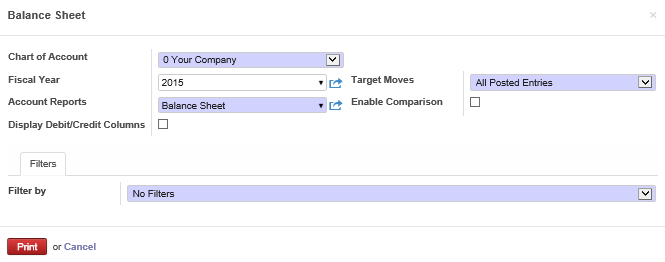 Balance Sheet
Chart of Account 0 Your Company
Fiscal Year 2015 Target Moves All Posted Entries
Account Reports Balance Sheet Enable Comparison
Display Debit/Credit Columns
Filters
Filter by No Filters
Print or Cancel